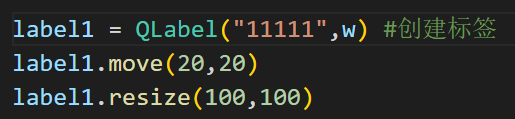 label1 = QLabel("11111",w) #创建标签
label1.move(20,20)
label1.resize(100,100)